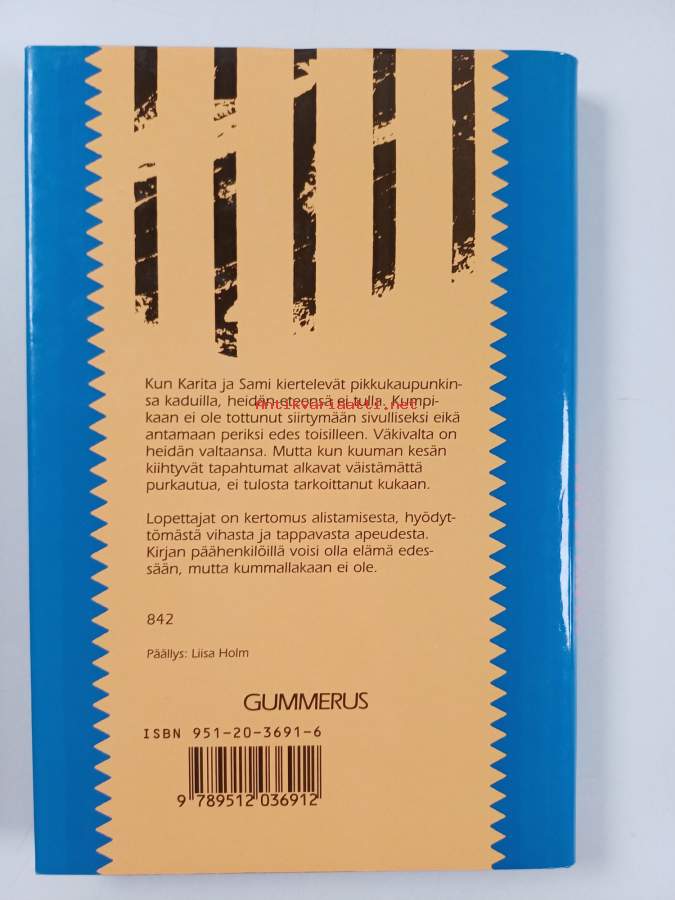 Kun Karita ja Sami kiertelevät pikkukaupunkin-
sa kaduilla, heidän eteensä ei tulla. Kumpi-
Antikvariaatti.net
kaan ei ole tottunut siirtymään sivulliseksi eikä
antamaan periksi edes toisilleen. Väkivalta on
heidän valtaansa. Mutta kun kuuman kesän
kiihtyvät tapahtumat alkavat väistämättä
purkautua, ei tulosta tarkoittanut kukaan.
Lopettajat on kertomus alistamisesta, hyödyt-
tömästä vihasta ja tappavasta apeudesta.
Kirjan päähenkilöillä voisi olla elämä edes-
sään, mutta kummallakaan ei ole.
842
Päällys: Liisa Holm
GUMMERUS
ISBN 951-20-3691-6
9 789512 036912